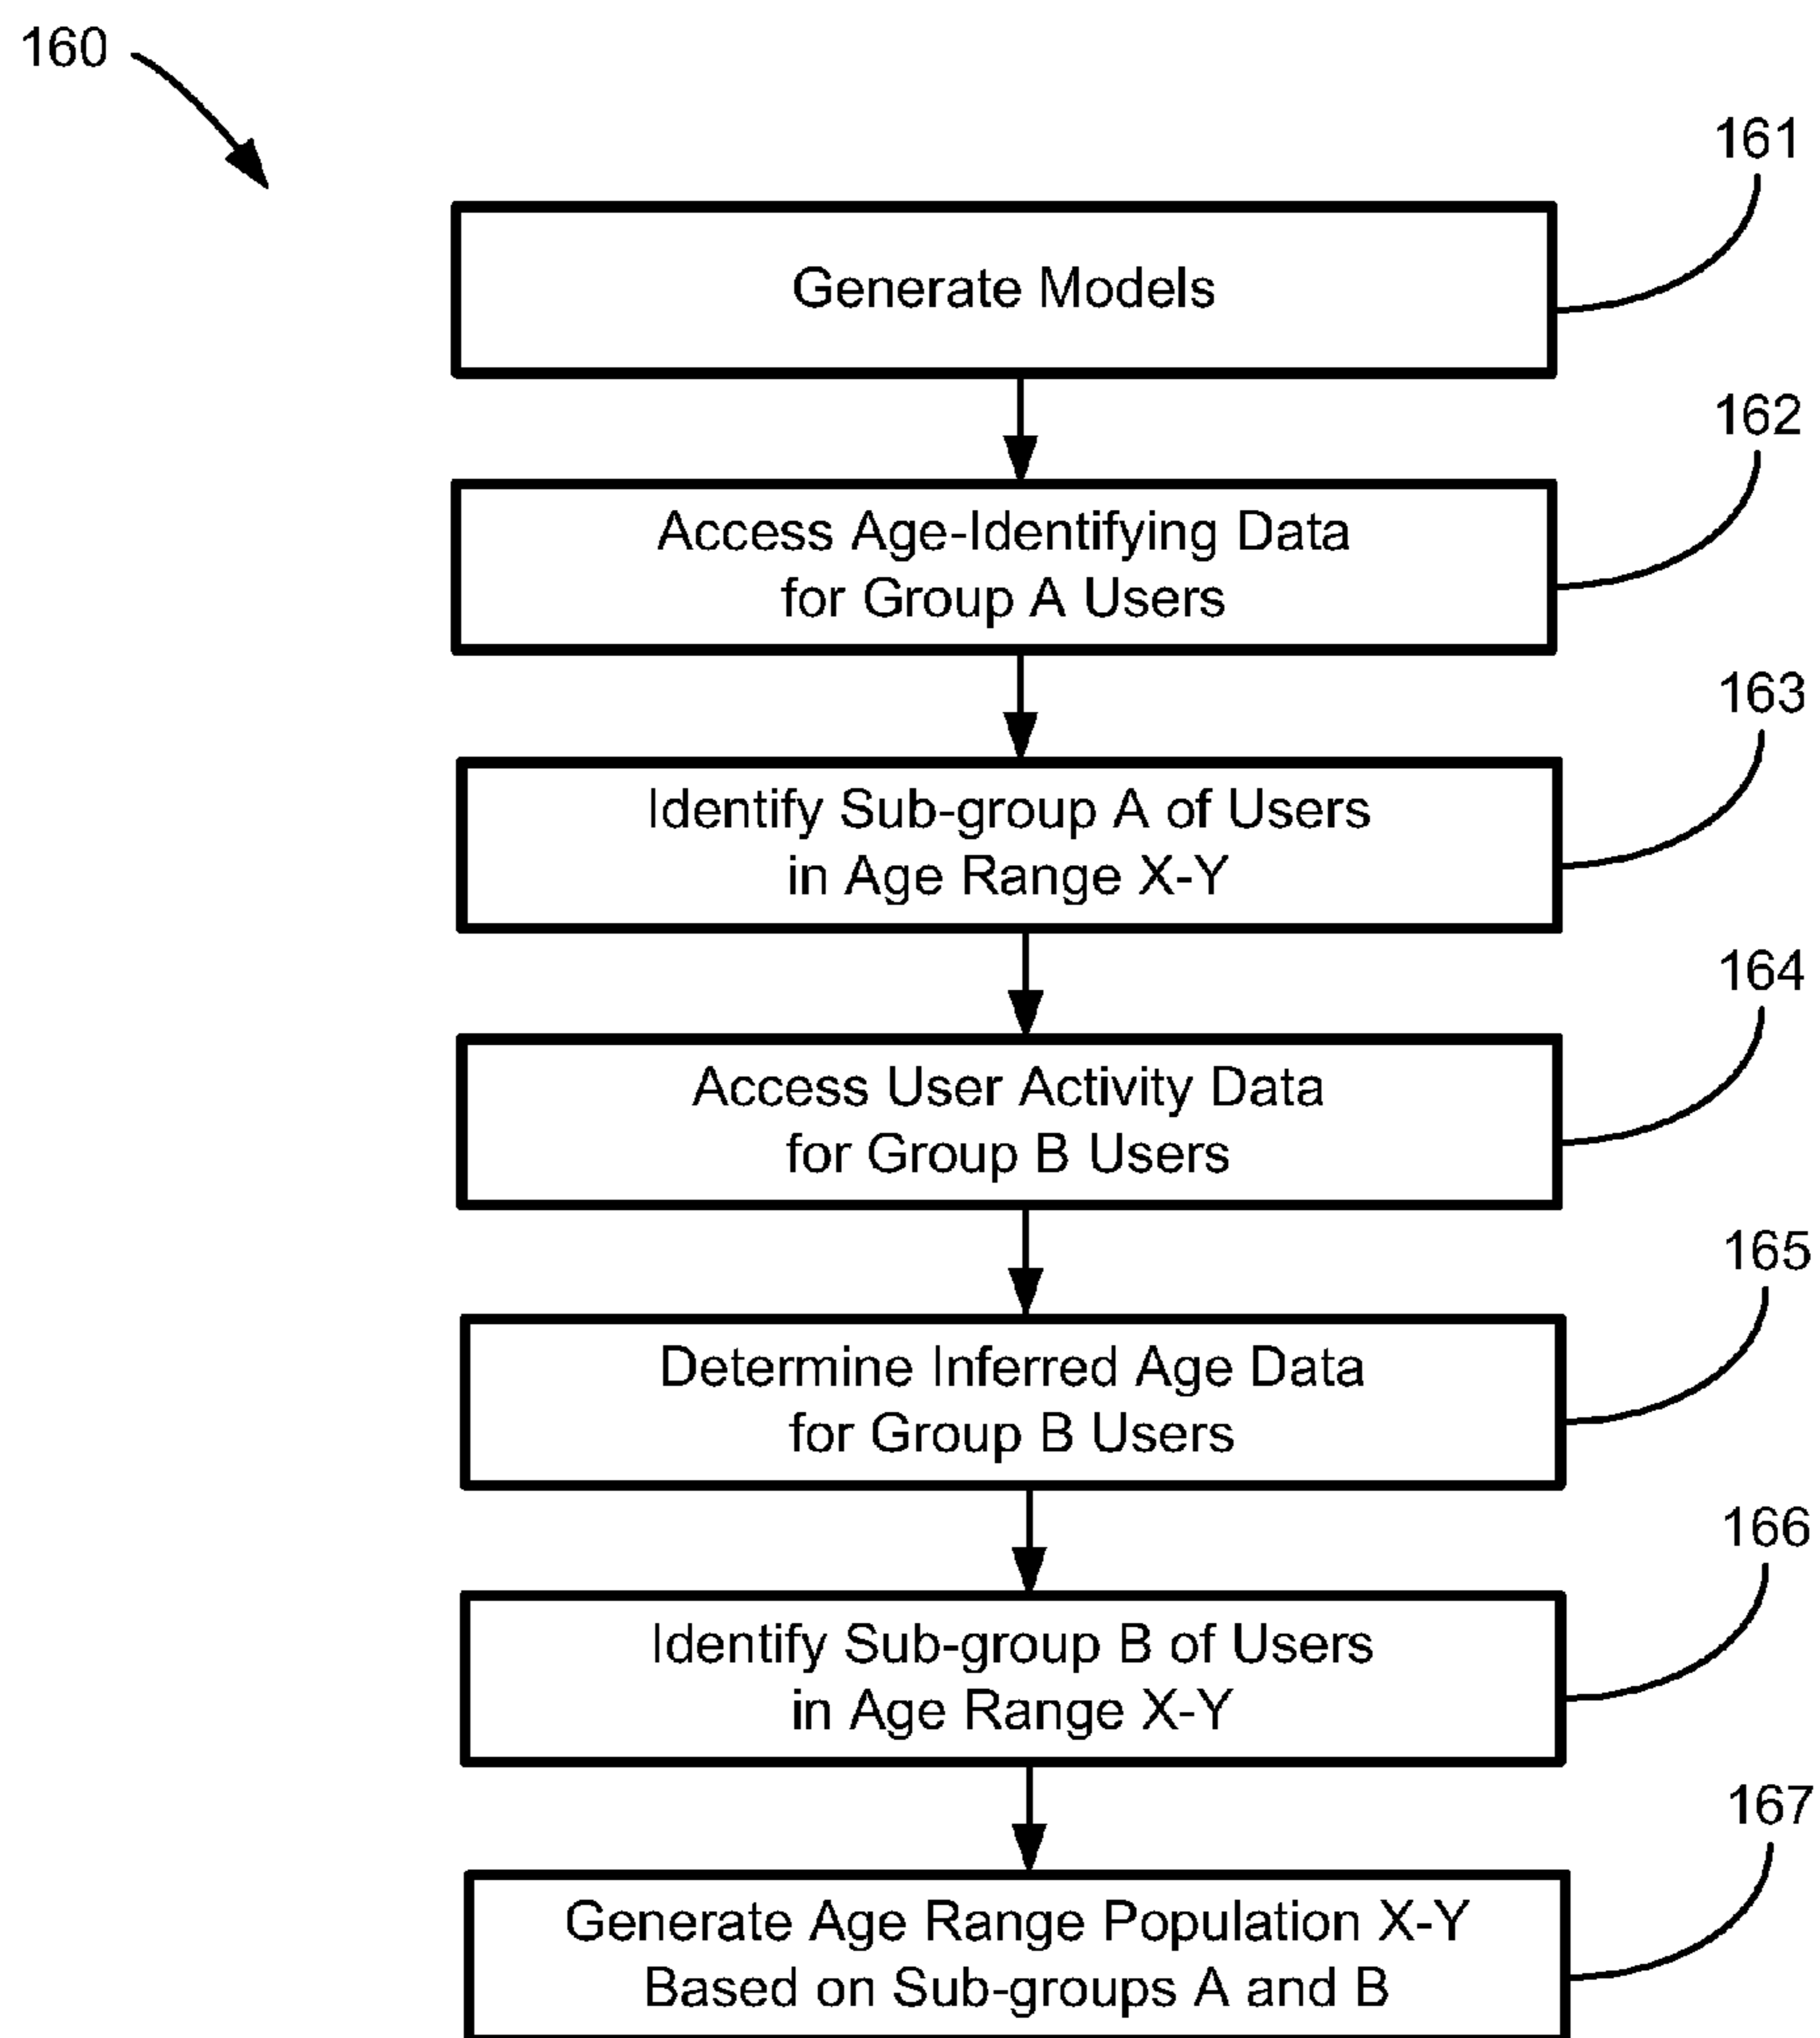 160
161
Generate Models
162
Access Age-Identifying Data
for Group A Users
163
Identify Sub-group A of Users
in Age Range X-Y
164
Access User Activity Data
for Group B Users
165
Determine Inferred Age Data
for Group B Users
166
Identify Sub-group B of Users
in Age Range X-Y
167
Generate Age Range Population X-Y
Based on Sub-groups A and B